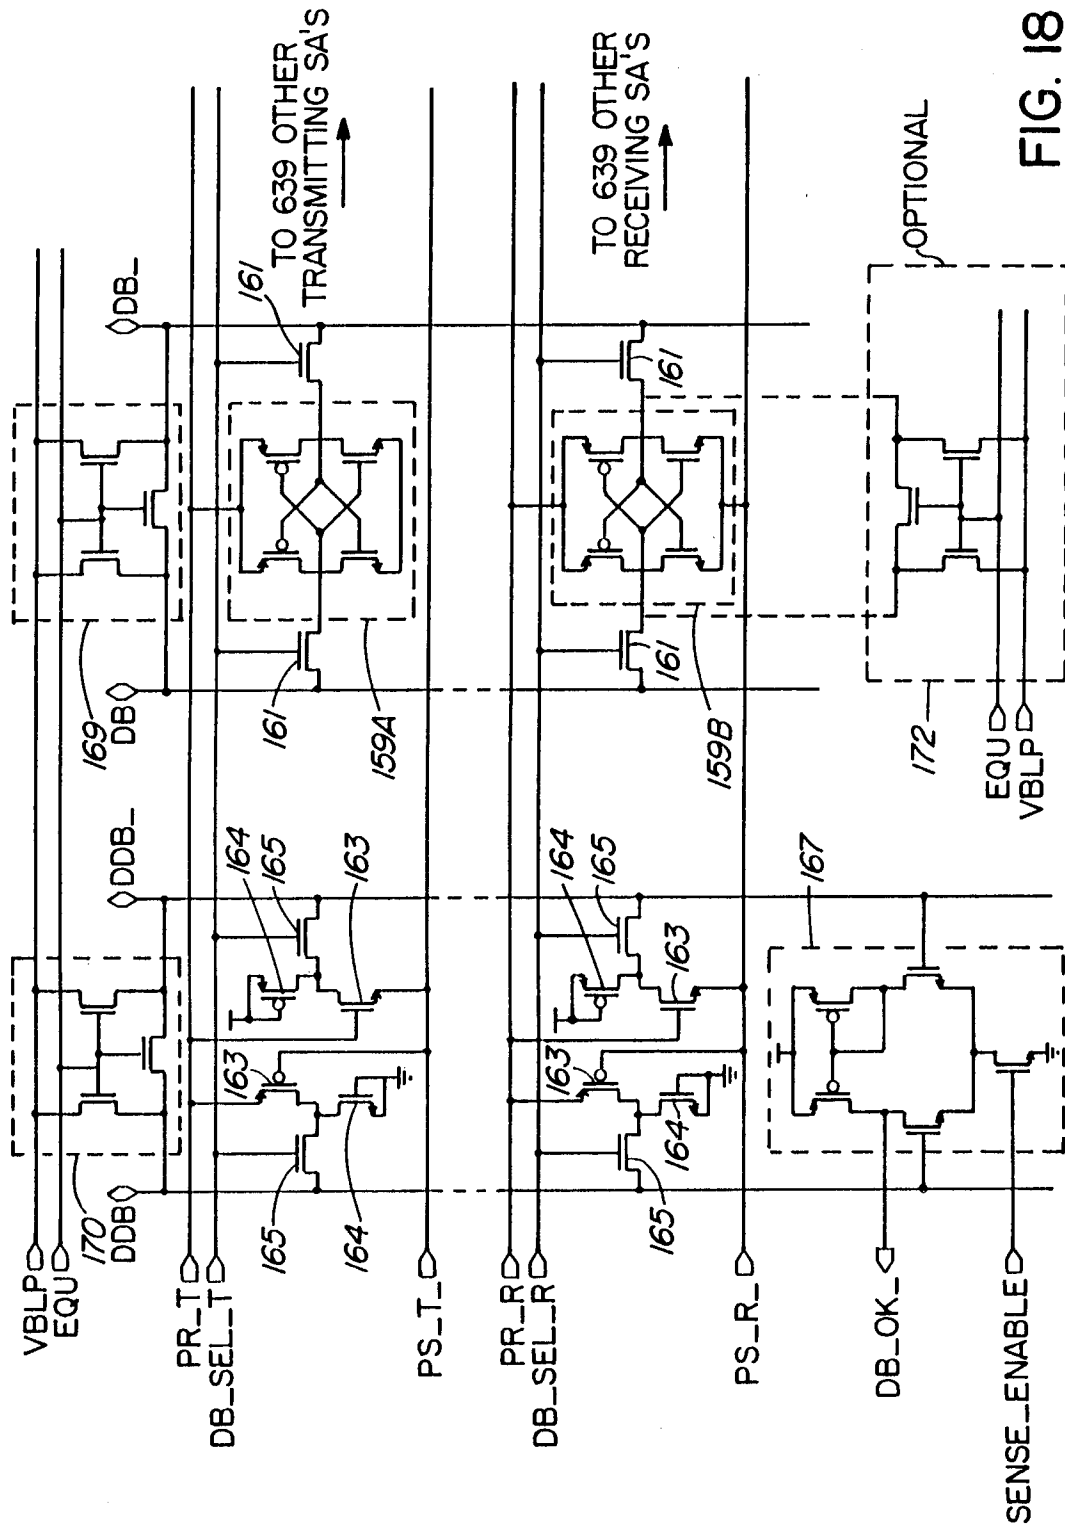 FIG. 18
VBLP
EQU
170
DDB
DDB_
169
DB
DB_
PR_T
DB_SEL_T
165
163
164
164
165
163
161
159A
161
TO 639 OTHER
TRANSMITTING SA'S
PS_T_
PR_R
DB_SEL_R
165
163
164
164
165
163
161
159B
161
TO 639 OTHER
RECEIVING SA'S
PS_R_
DB_OK_
SENSE_ENABLE
167
172
EQU
VBLP
OPTIONAL